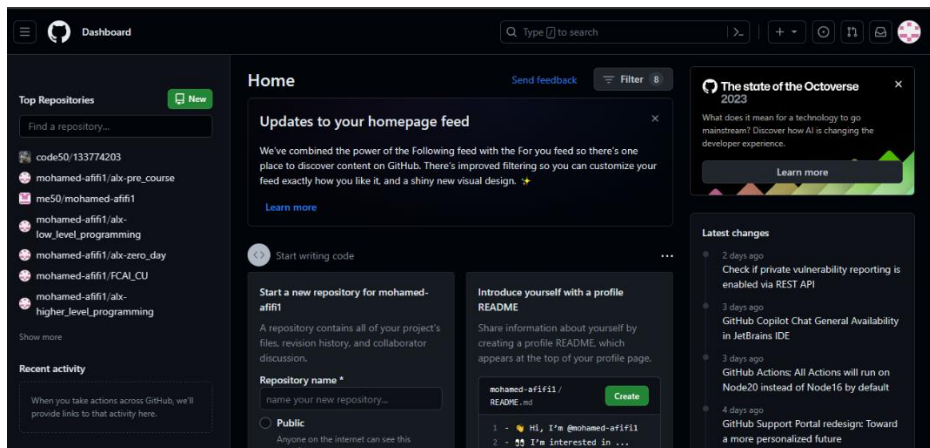 Dashboard
Type / to search
Top Repositories
New
Find a repository...
code50/133774203
mohamed-afifi1/alx-pre_course
me50/mohamed-afifi1
mohamed-afifi1/alx-
low_level_programming
mohamed-afifi1/alx-zero_day
mohamed-afifi1/FCAI_CU
mohamed-afifi1/alx-
higher_level_programming
Show more
Recent activity
When you take actions across GitHub, we'll
provide links to that activity here.
Home
Send feedback
Filter 8
Updates to your homepage feed
We've combined the power of the Following feed with the For you feed so there's one
place to discover content on GitHub. There's improved filtering so you can customize your
feed exactly how you like it, and a shiny new visual design. ✨
Learn more
Start writing code
Start a new repository for mohamed-
afifi1
A repository contains all of your project's
files, revision history, and collaborator
discussion.
Repository name *
name your new repository...
Public
Anyone on the internet can see this
Introduce yourself with a profile
README
Share information about yourself by
creating a profile README, which
appears at the top of your profile page.
mohamed-afifi1/
README.md
Create
1 - 👋 Hi, I'm @mohamed-afifi1
2 - 👀 I'm interested in ...
The state of the Octoverse
2023
What does it mean for a technology to go
mainstream? Discover how AI is changing the
developer experience.
Learn more
Latest changes
2 days ago
Check if private vulnerability reporting is
enabled via REST API
3 days ago
GitHub Copilot Chat General Availability
in JetBrains IDE
3 days ago
GitHub Actions: All Actions will run on
Node20 instead of Node16 by default
4 days ago
GitHub Support Portal redesign: Toward
a more personalized future